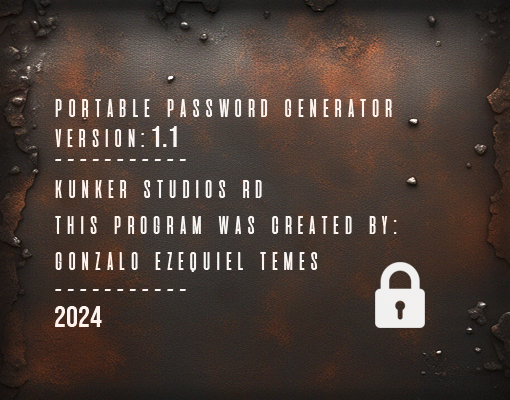 PORTABLE PASSWORD GENERATOR
VERSION: 1.1
- - - - - - - - - - -
KUNKER STUDIOS RD
THIS PROGRAM WAS CREATED BY:
GONZALO EZEQUIEL TEMES
- - - - - - - - - - -
2024